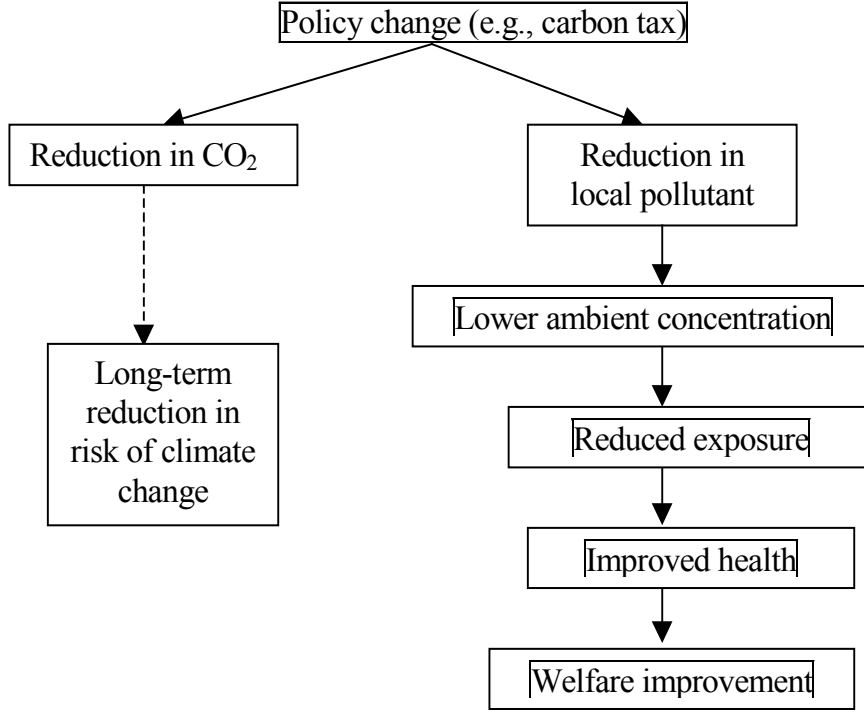 Policy change (e.g., carbon tax)
Reduction in CO₂
Reduction in
local pollutant
Lower ambient concentration
Long-term
reduction in
risk of climate
change
Reduced exposure
Improved health
Welfare improvement